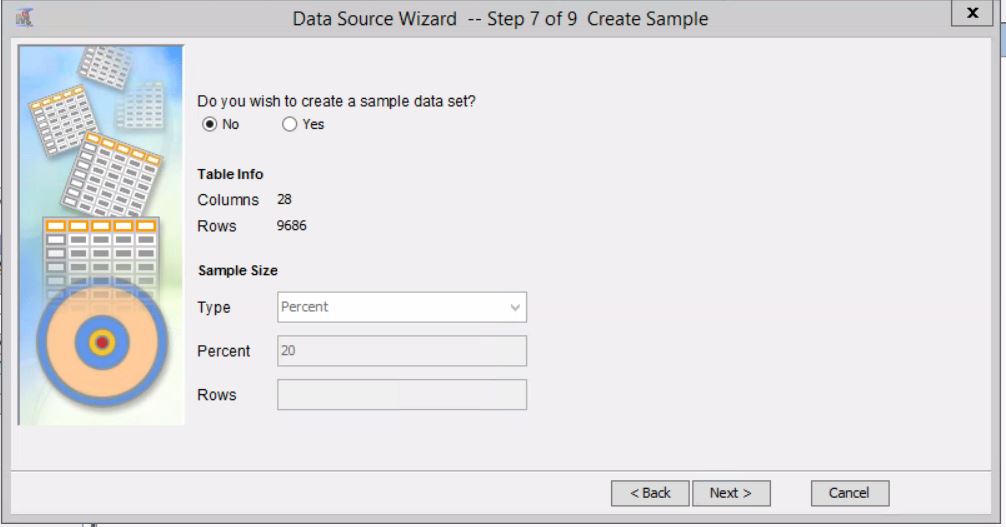 Data Source Wizard -- Step 7 of 9 Create Sample
x
Do you wish to create a sample data set?
No Yes
Table Info
Columns 28
Rows 9686
Sample Size
Type Percent
Percent 20
Rows
< Back Next > Cancel